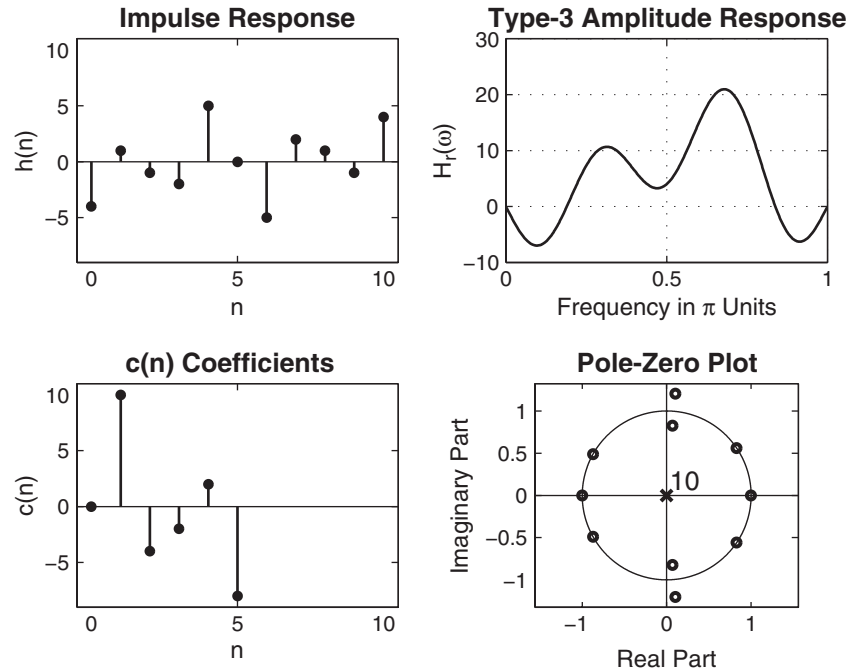 Impulse Response
10
5
0
−5
h(n)
0
5
10
n
Type-3 Amplitude Response
30
20
10
0
−10
Hr(ω)
0
0.5
1
Frequency in π Units
c(n) Coefficients
10
5
0
−5
c(n)
0
5
10
n
Pole-Zero Plot
1
0.5
0
−0.5
−1
Imaginary Part
10
−1
0
1
Real Part